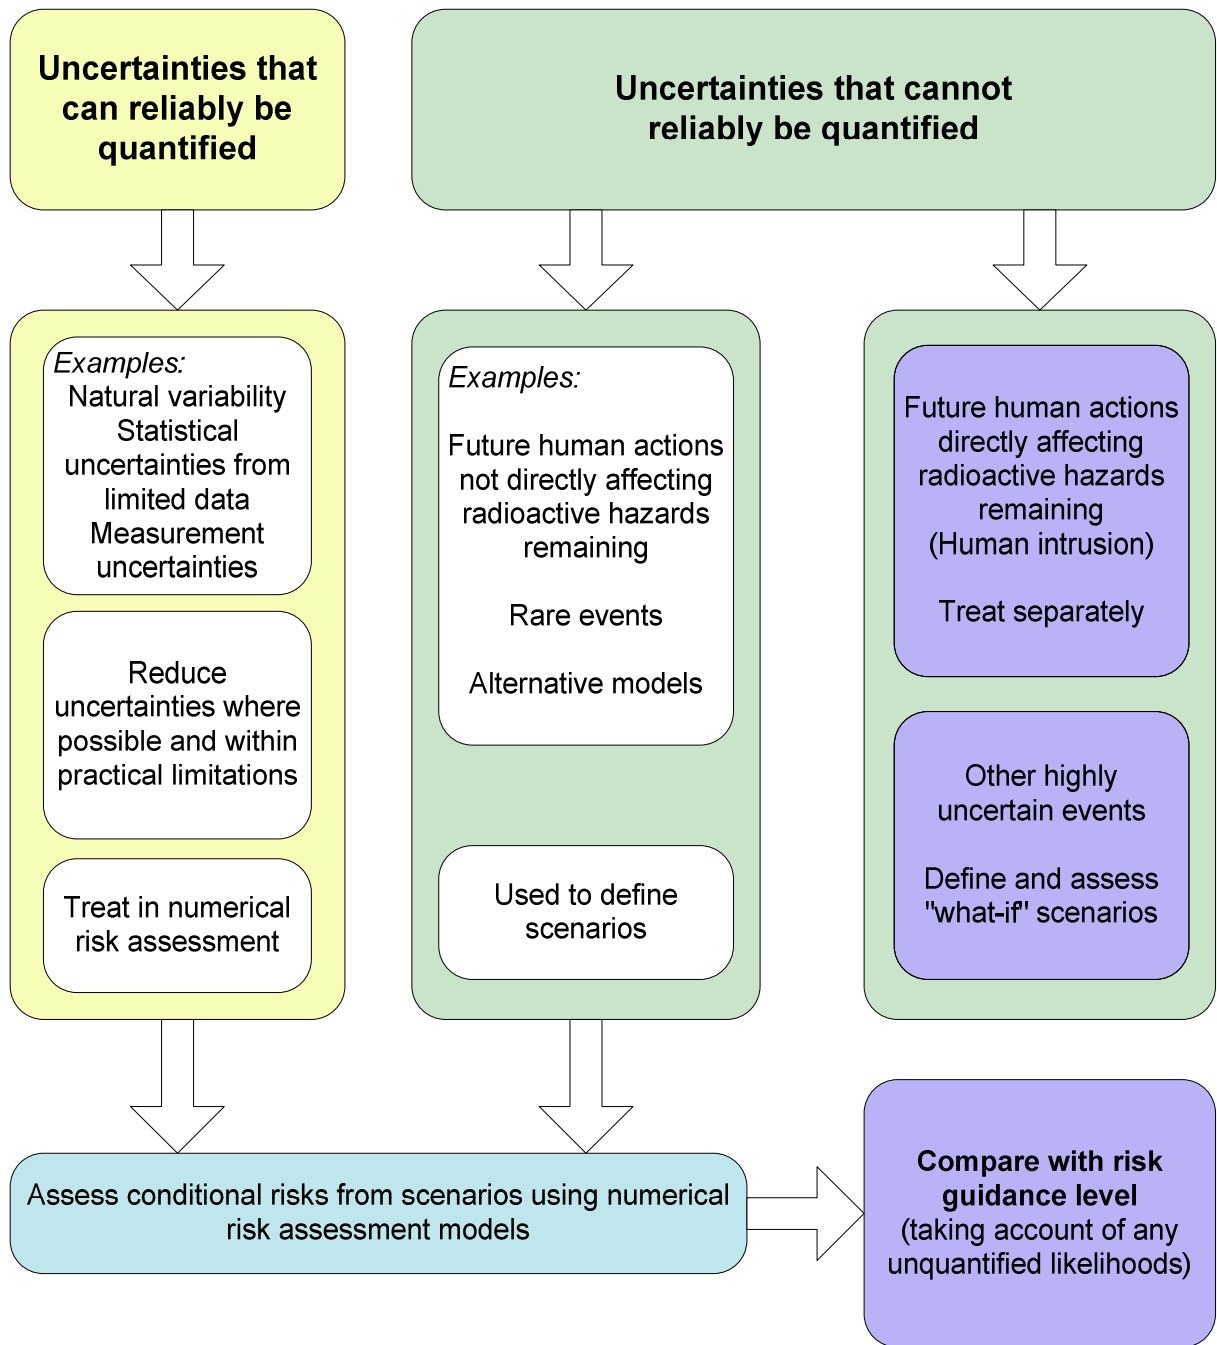 Uncertainties that
can reliably be
quantified
Uncertainties that cannot
reliably be quantified
Examples:
Natural variability
Statistical
uncertainties from
limited data
Measurement
uncertainties
Reduce
uncertainties where
possible and within
practical limitations
Treat in numerical
risk assessment
Examples:
Future human actions
not directly affecting
radioactive hazards
remaining
Rare events
Alternative models
Used to define
scenarios
Future human actions
directly affecting
radioactive hazards
remaining
(Human intrusion)
Treat separately
Other highly
uncertain events
Define and assess
"what-if" scenarios
Assess conditional risks from scenarios using numerical
risk assessment models
Compare with risk
guidance level
(taking account of any
unquantified likelihoods)